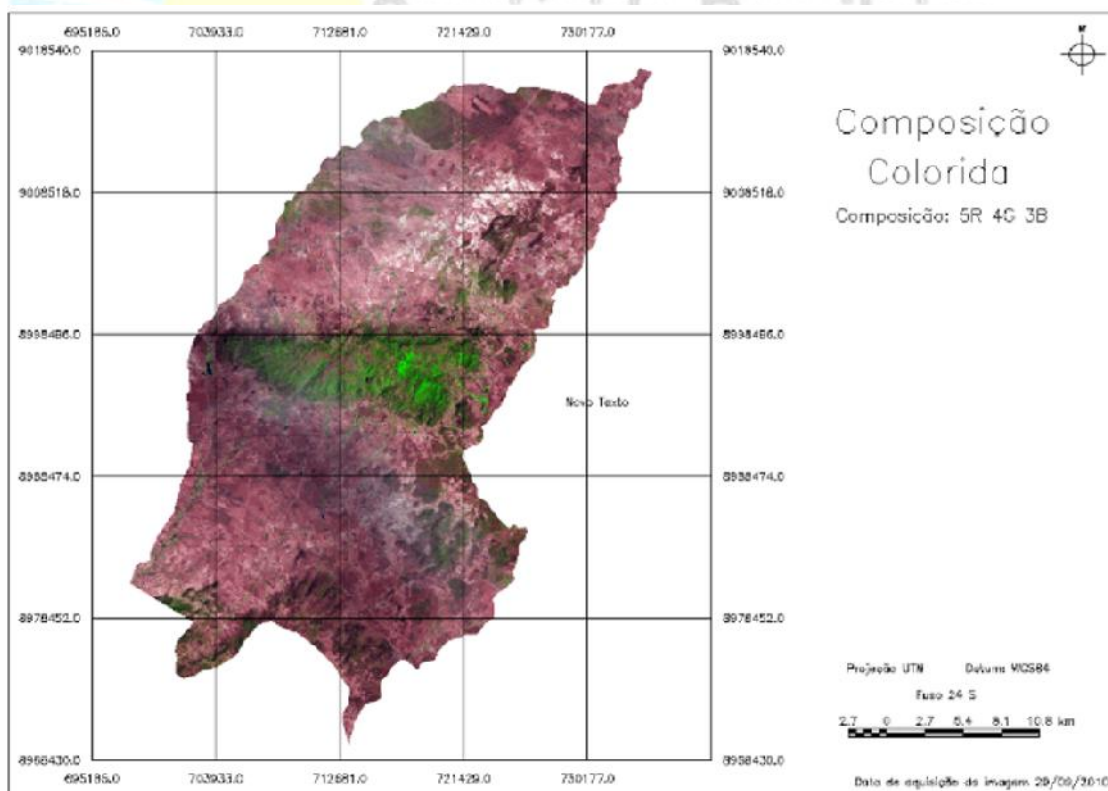 695185.0 703933.0 712681.0 721429.0 730177.0
9018540.0 9018540.0
Composição
Colorida
9008518.0 9008518.0
Composição: 5R 4G 3B
8998496.0 8998496.0
Novo Texto
8988474.0 8988474.0
8978452.0 8978452.0
Projeção UTM Datum: WGS84
Fuso 24 S
2.7 0 2.7 5.4 8.1 10.8 km
8968430.0 8968430.0
695185.0 703933.0 712681.0 721429.0 730177.0
Data de aquisição da imagem